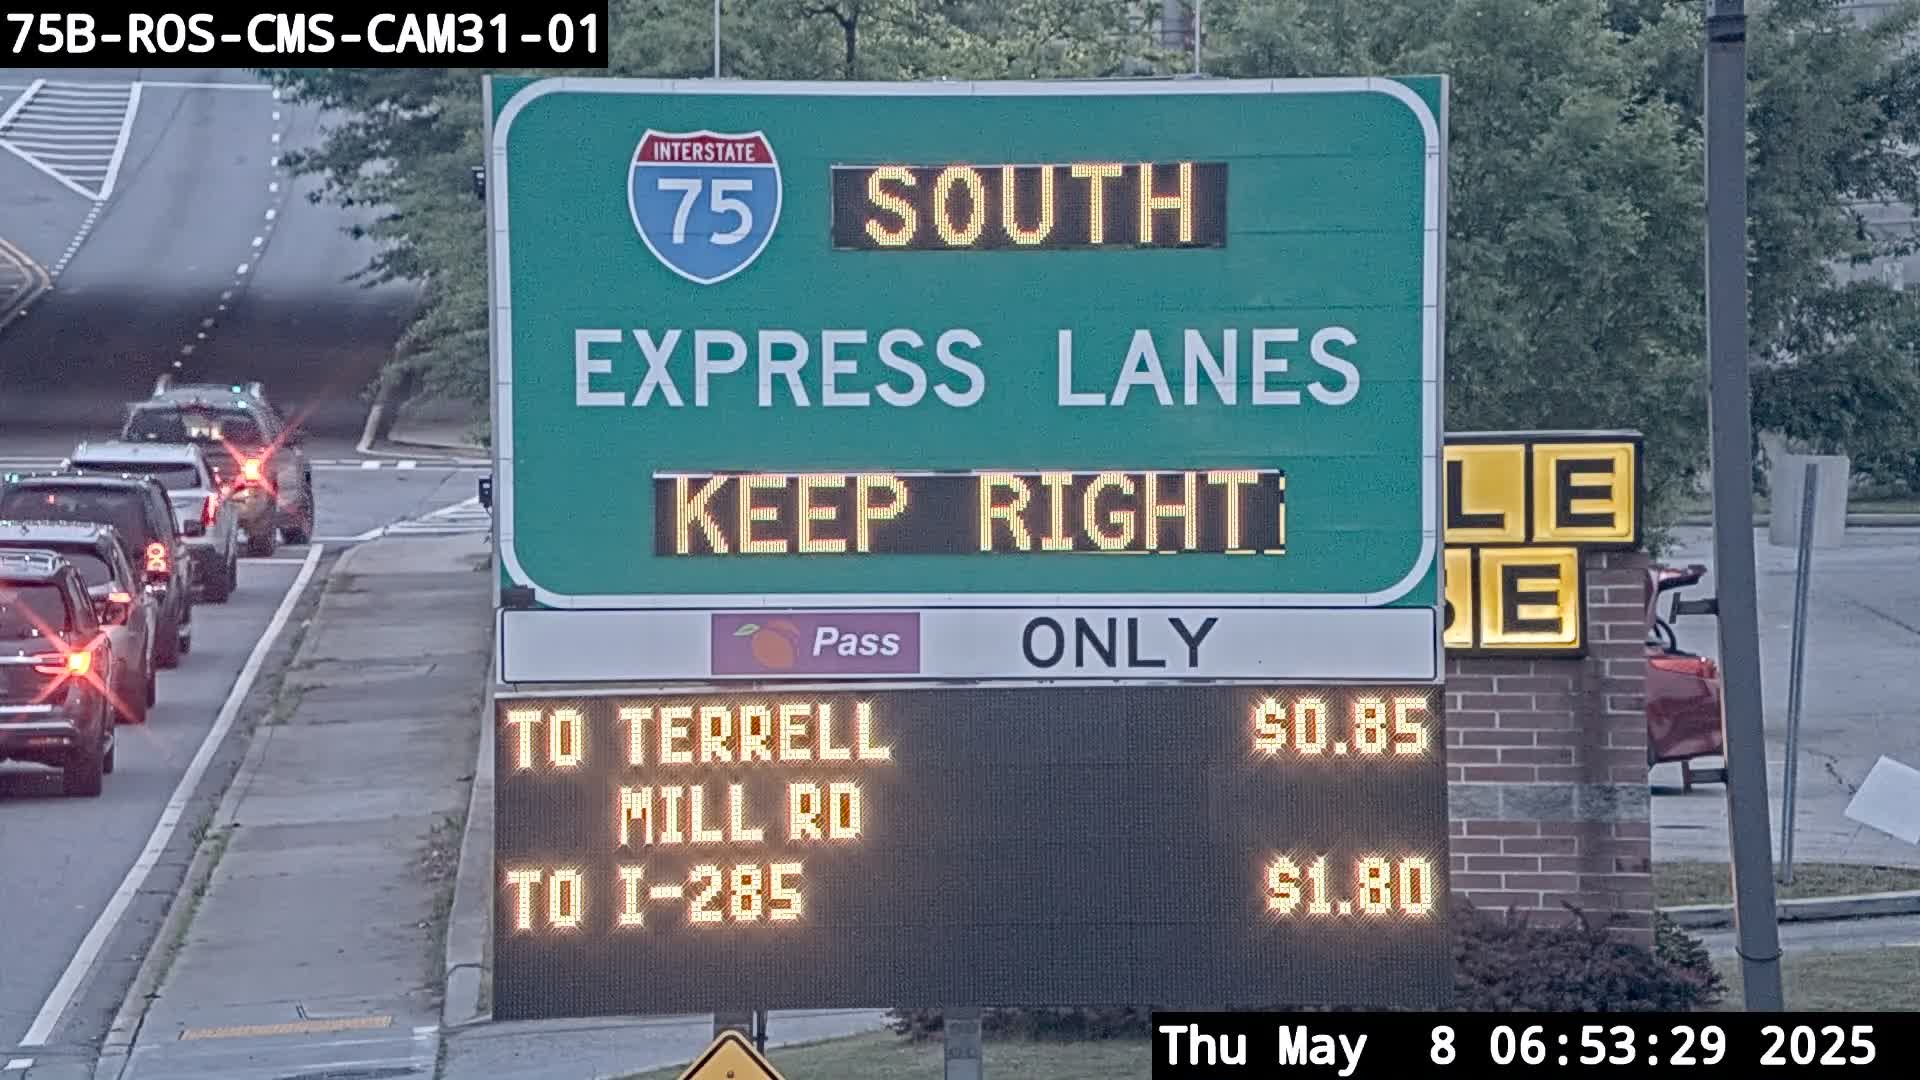 75B-ROS-CMS-CAM31-01
INTERSTATE
75
SOUTH
EXPRESS LANES
KEEP RIGHT
Pass ONLY
TO TERRELL $0.85
MILL RD
TO I-285 $1.80
LE
E
Thu May 8 06:53:29 2025